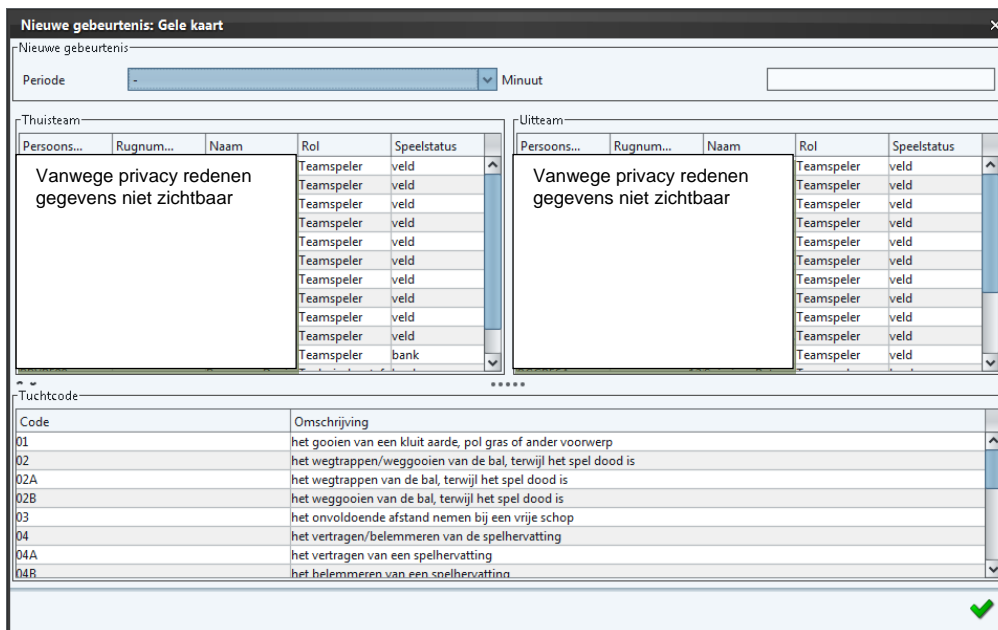 Nieuwe gebeurtenis: Gele kaart
Nieuwe gebeurtenis
Periode - Minuut
Thuisteam Uitteam
Persoons... Rugnum... Naam Rol Speelstatus Persoons... Rugnum... Naam Rol Speelstatus
Vanwege privacy redenen Teamspeler veld Vanwege privacy redenen Teamspeler veld
gegevens niet zichtbaar Teamspeler veld gegevens niet zichtbaar Teamspeler veld
Teamspeler veld Teamspeler veld
Teamspeler veld Teamspeler veld
Teamspeler veld Teamspeler veld
Teamspeler veld Teamspeler veld
Teamspeler veld Teamspeler veld
Teamspeler veld Teamspeler veld
Teamspeler veld Teamspeler veld
Teamspeler veld Teamspeler veld
Teamspeler bank Teamspeler veld
Tuchtcode
Code Omschrijving
01 het gooien van een kluit aarde, pol gras of ander voorwerp
02 het wegtrappen/weggooien van de bal, terwijl het spel dood is
02A het wegtrappen van de bal, terwijl het spel dood is
02B het weggooien van de bal, terwijl het spel dood is
03 het onvoldoende afstand nemen bij een vrije schop
04 het vertragen/belemmeren van de spelhervatting
04A het vertragen van een spelhervatting
04B het belemmeren van een spelhervatting